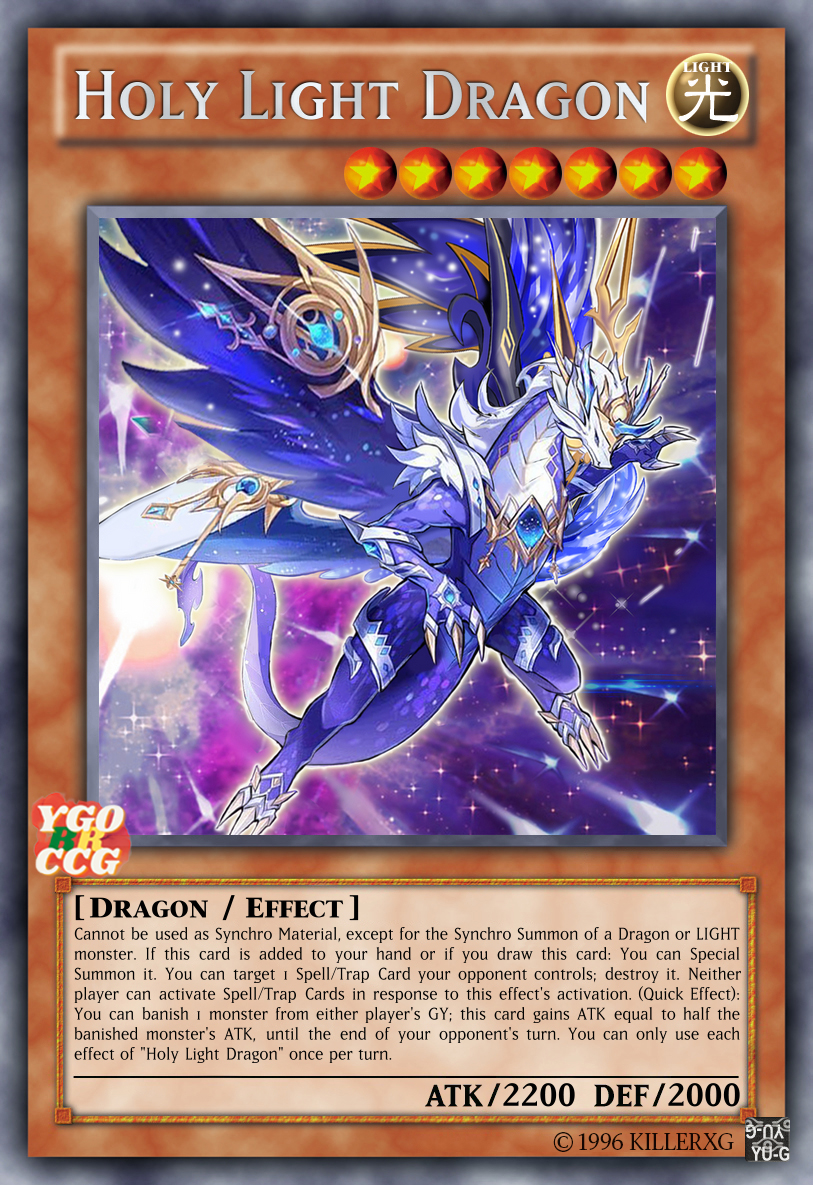 Holy Light Dragon
LIGHT
光
YGO
RR
CCG
[ Dragon / Effect ]
Cannot be used as Synchro Material, except for the Synchro Summon of a Dragon or LIGHT
monster. If this card is added to your hand or if you draw this card: You can Special
Summon it. You can target 1 Spell/Trap Card your opponent controls; destroy it. Neither
player can activate Spell/Trap Cards in response to this effect's activation. (Quick Effect):
You can banish 1 monster from either player's GY; this card gains ATK equal to half the
banished monster's ATK, until the end of your opponent's turn. You can only use each
effect of "Holy Light Dragon" once per turn.
ATK/2200 DEF/2000
© 1996 KILLERXG
YU-G
YU-G